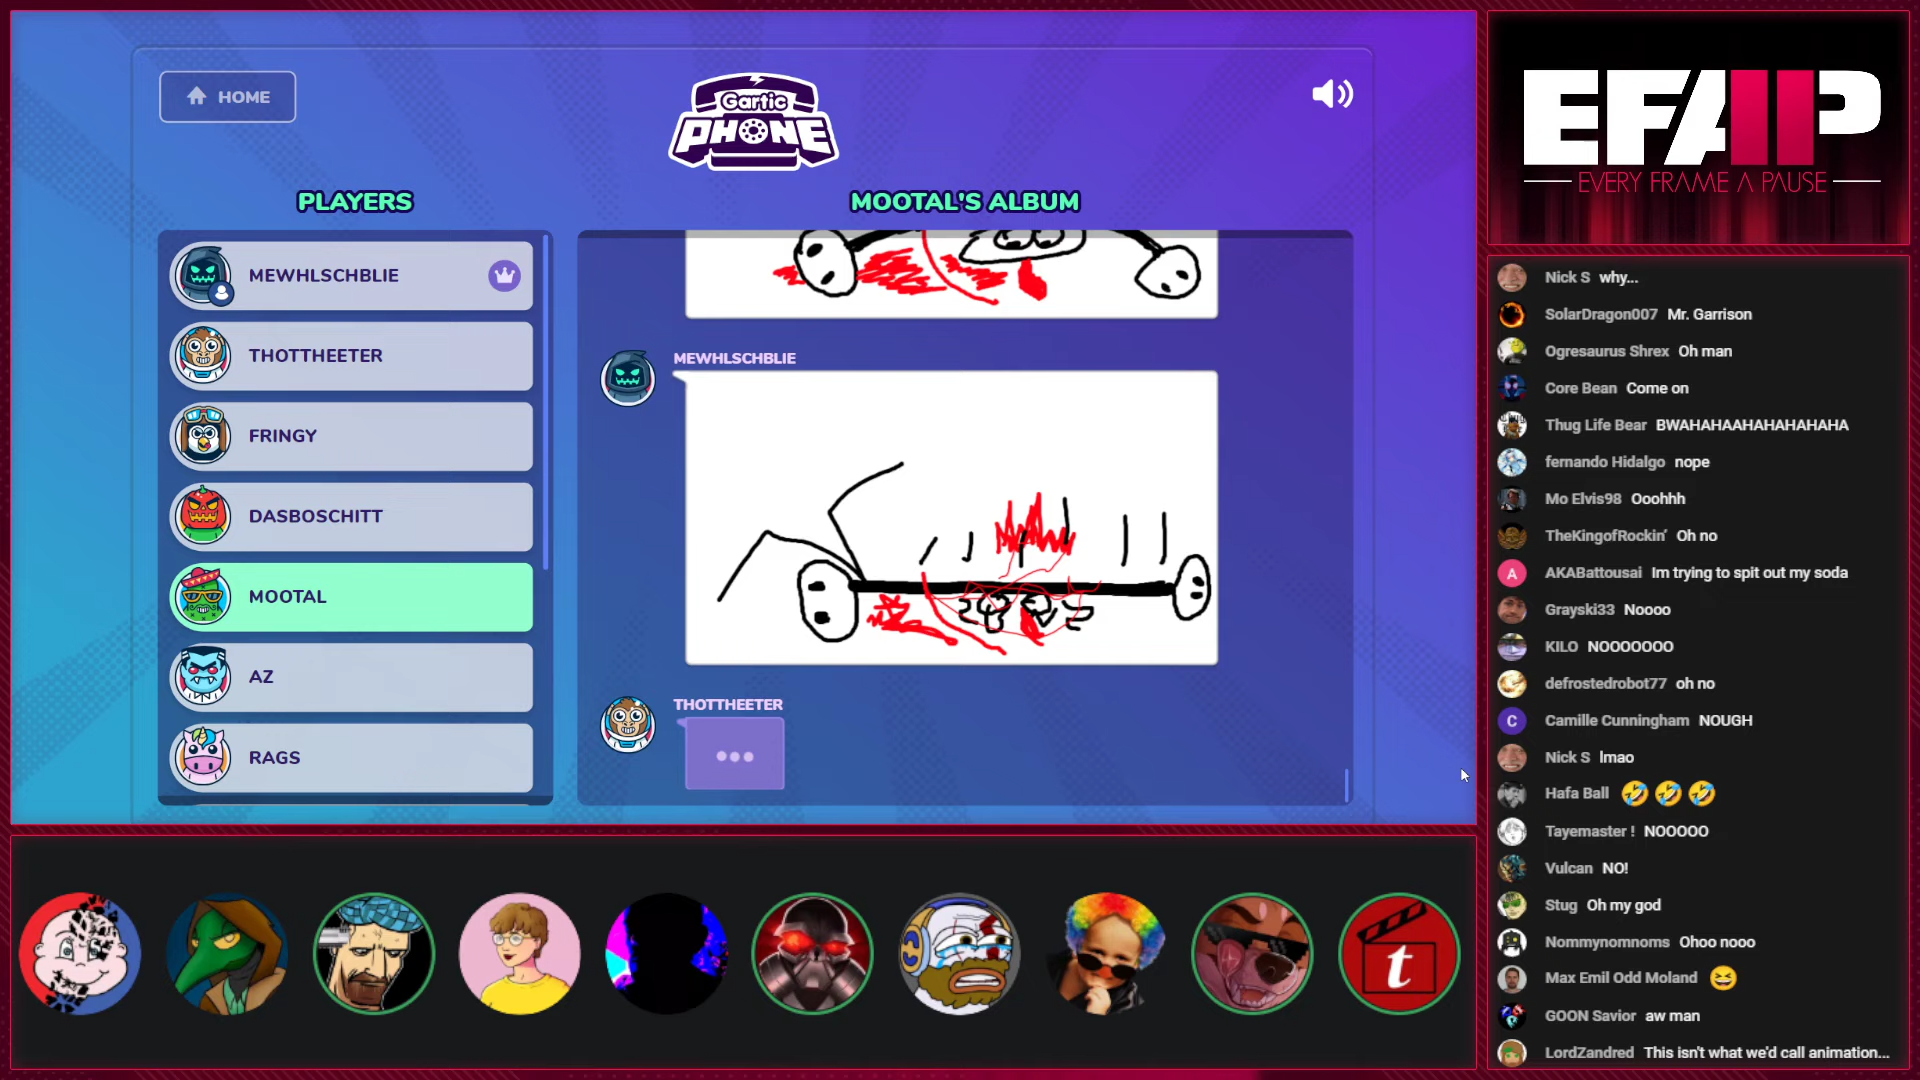 HOME
Gartic
PHONE
PLAYERS
MOOTAL'S ALBUM
MEWHLSCHBLIE
THOTTHEETER
FRINGY
DASBOSCHITT
MOOTAL
AZ
RAGS
MEWHLSCHBLIE
THOTTHEETER
EFAP
EVERY FRAME A PAUSE
Nick S why...
SolarDragon007 Mr. Garrison
Ogresaurus Shrex Oh man
Core Bean Come on
Thug Life Bear BWAHAHAAHAHAHAHAHA
fernando Hidalgo nope
Mo Elvis98 Ooohhh
TheKingofRockin' Oh no
A AKABattousai Im trying to spit out my soda
Grayski33 Noooo
KILO NOOOOOOO
defrostedrobot77 oh no
C Camille Cunningham NOUGH
Nick S lmao
Hafa Ball 🤣 🤣 🤣
Tayemaster ! NOOOOO
Vulcan NO!
Stug Oh my god
Nommynomnoms Ohoo nooo
Max Emil Odd Moland 😆
GOON Savior aw man
LordZandred This isn't what we'd call animation...
t